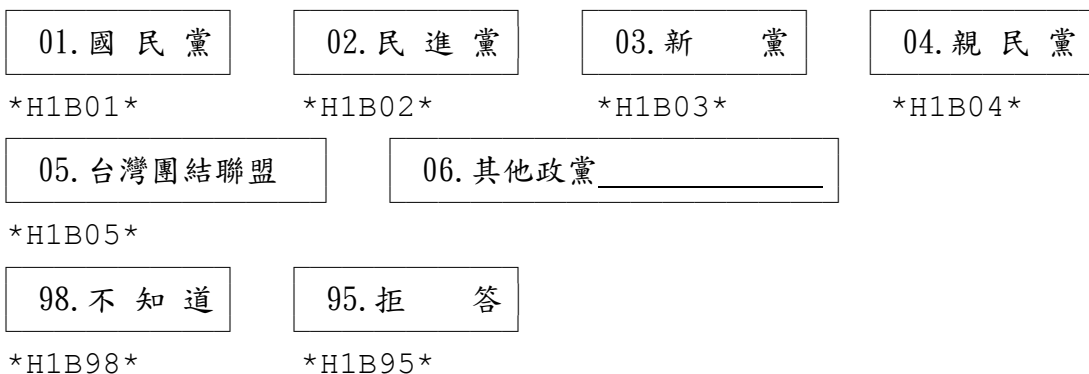 01.國 民 黨 02.民 進 黨 03.新 黨 04.親 民 黨
*H1B01* *H1B02* *H1B03* *H1B04*
05.台灣團結聯盟 06.其他政黨
*H1B05*
98.不 知 道 95.拒 答
*H1B98* *H1B95*